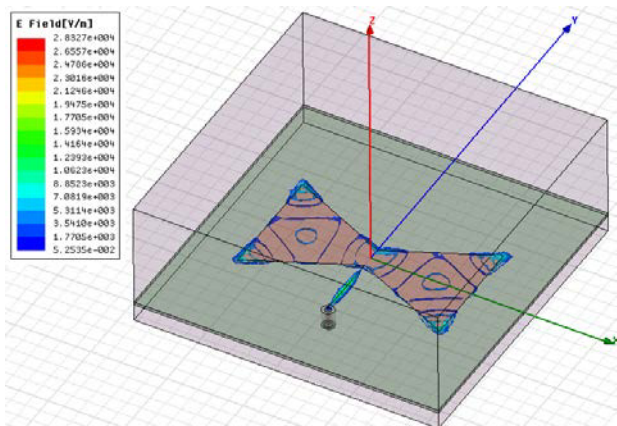 E Field[V/m]
2.8327e+004
2.6557e+004
2.4786e+004
2.3016e+004
2.1246e+004
1.9475e+004
1.7705e+004
1.5934e+004
1.4164e+004
1.2393e+004
1.0623e+004
8.8523e+003
7.0819e+003
5.3114e+003
3.5410e+003
1.7705e+003
5.2535e-002
Z
Y
X